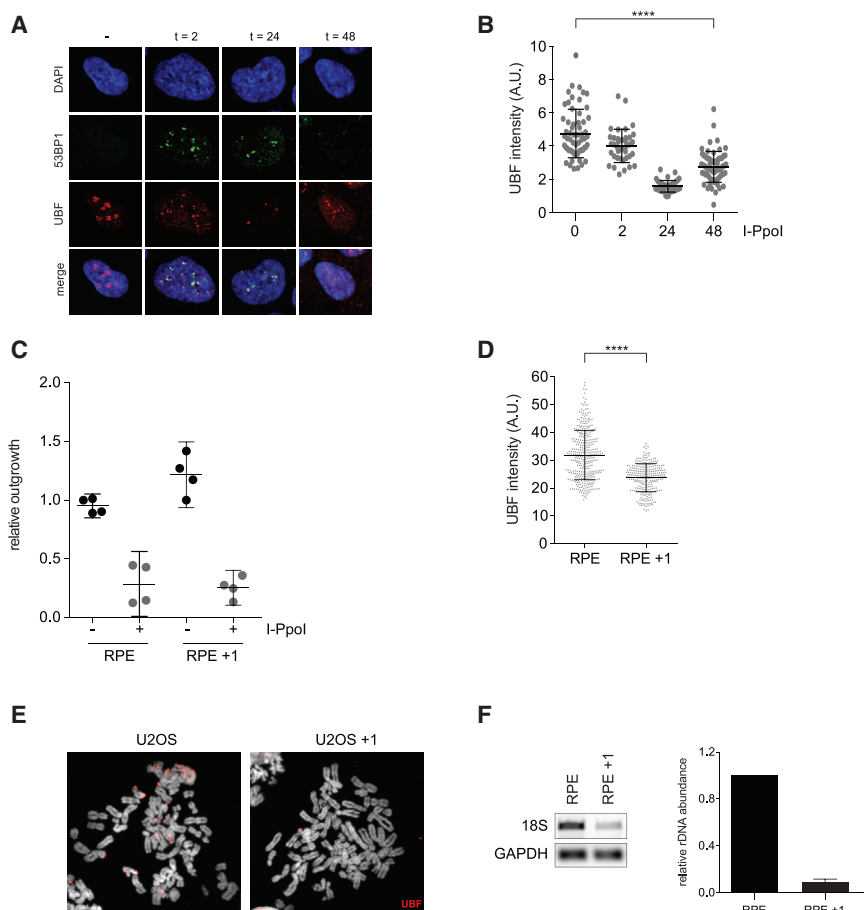 A
- t = 2 t = 24 t = 48
DAPI
53BP1
UBF
merge
B
****
UBF intensity (A.U.)
10
8
6
4
2
0
0 2 24 48 I-PpoI
C
relative outgrowth
2.0
1.5
1.0
0.5
0.0
- + - + I-PpoI
RPE RPE +1
D
****
UBF intensity (A.U.)
60
50
40
30
20
10
0
RPE RPE +1
E
U2OS U2OS +1
UBF
F
RPE RPE +1
18S
GAPDH
relative rDNA abundance
1.2
0.8
0.4
0.0
RPE RPE +1